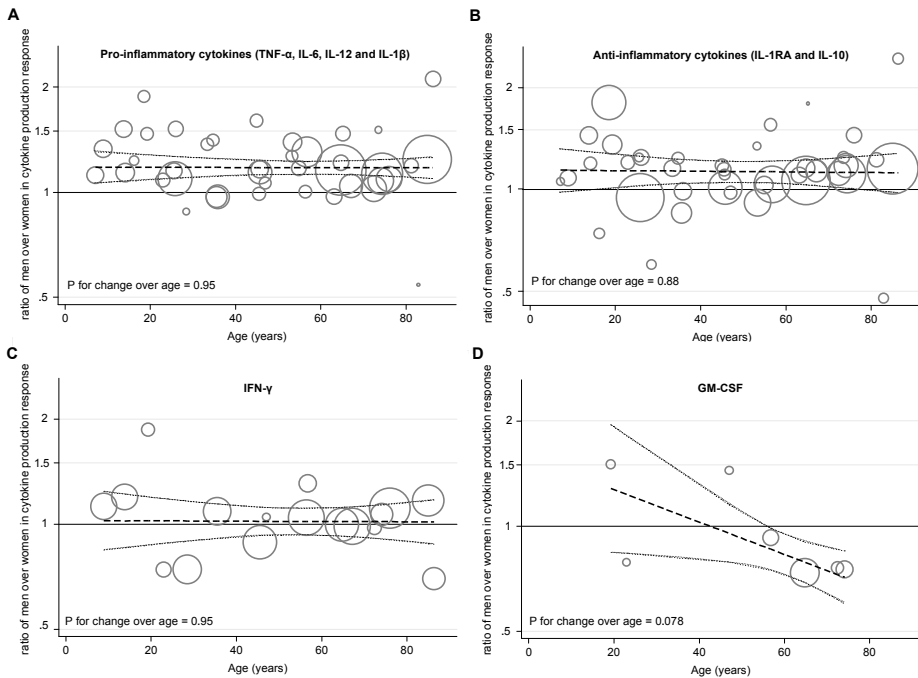 A
Pro-inflammatory cytokines (TNF-α, IL-6, IL-12 and IL-1β)
ratio of men over women in cytokine production response
2
1.5
1
.5
P for change over age = 0.95
0 20 40 60 80
Age (years)
B
Anti-inflammatory cytokines (IL-1RA and IL-10)
ratio of men over women in cytokine production response
2
1.5
1
.5
P for change over age = 0.88
0 20 40 60 80
Age (years)
C
IFN-γ
ratio of men over women in cytokine production response
2
1.5
1
.5
P for change over age = 0.95
0 20 40 60 80
Age (years)
D
GM-CSF
ratio of men over women in cytokine production response
2
1.5
1
.5
P for change over age = 0.078
0 20 40 60 80
Age (years)